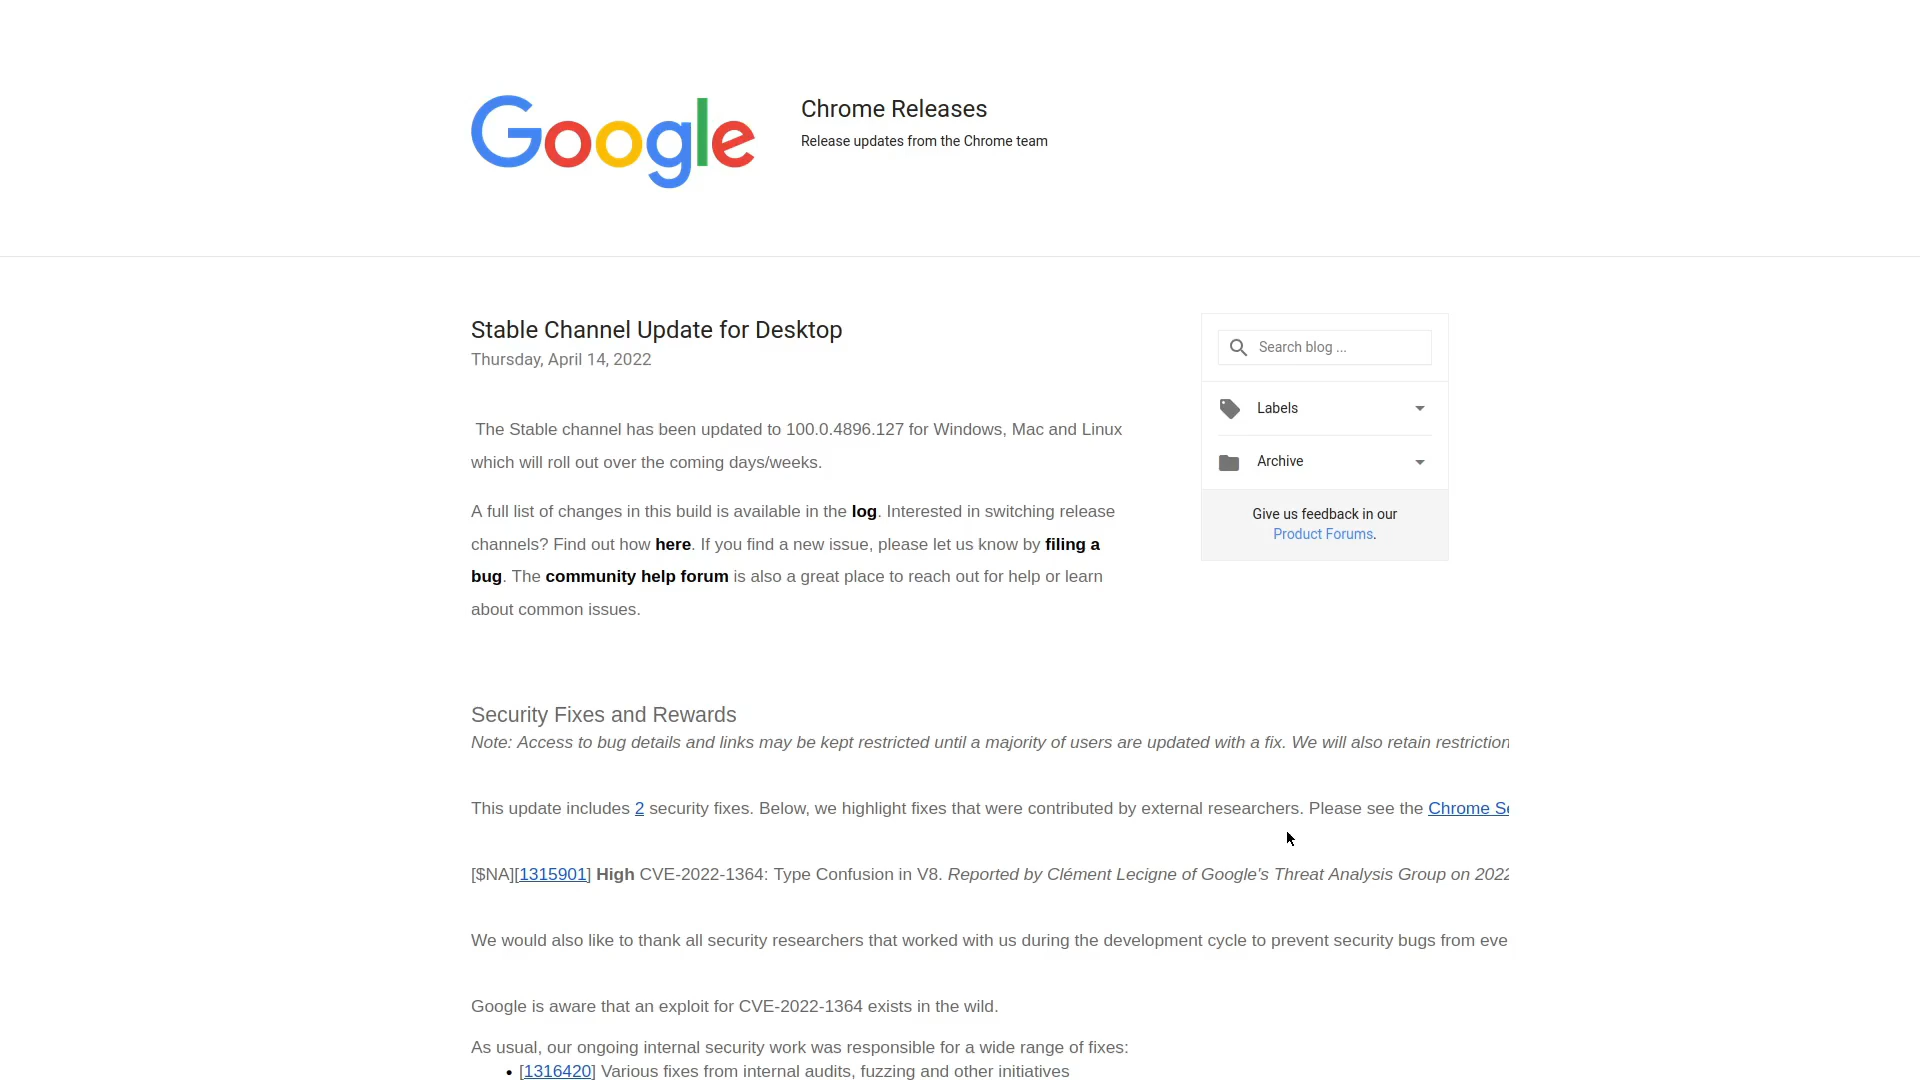 Google
Chrome Releases
Release updates from the Chrome team
Stable Channel Update for Desktop
Thursday, April 14, 2022
The Stable channel has been updated to 100.0.4896.127 for Windows, Mac and Linux
which will roll out over the coming days/weeks.
A full list of changes in this build is available in the log. Interested in switching release
channels? Find out how here. If you find a new issue, please let us know by filing a
bug. The community help forum is also a great place to reach out for help or learn
about common issues.
Security Fixes and Rewards
Note: Access to bug details and links may be kept restricted until a majority of users are updated with a fix. We will also retain restriction
This update includes 2 security fixes. Below, we highlight fixes that were contributed by external researchers. Please see the Chrome Se
[$NA][1315901] High CVE-2022-1364: Type Confusion in V8. Reported by Clément Lecigne of Google's Threat Analysis Group on 2022
We would also like to thank all security researchers that worked with us during the development cycle to prevent security bugs from eve
Google is aware that an exploit for CVE-2022-1364 exists in the wild.
As usual, our ongoing internal security work was responsible for a wide range of fixes:
• [1316420] Various fixes from internal audits, fuzzing and other initiatives
Search blog ...
Labels
Archive
Give us feedback in our
Product Forums.